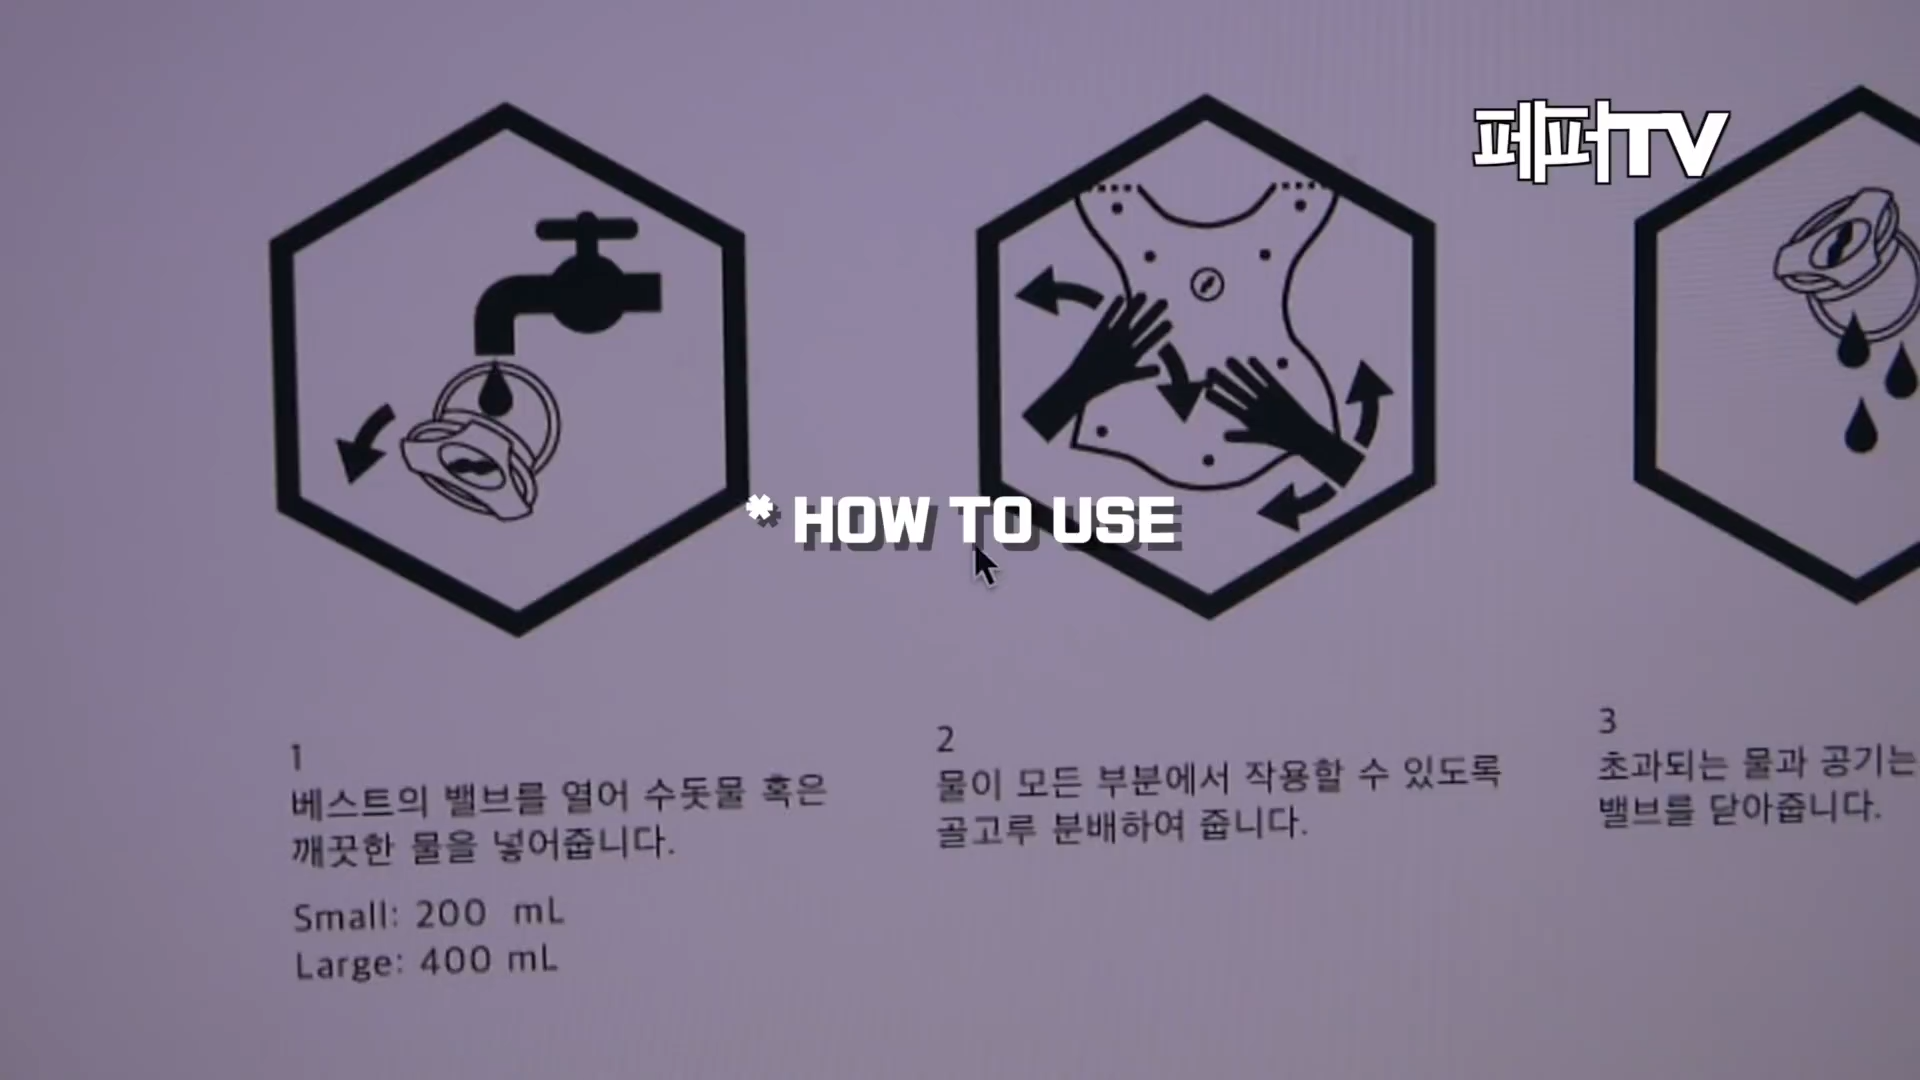 페퍼TV
* HOW TO USE
1
베스트의 밸브를 열어 수돗물 혹은
깨끗한 물을 넣어줍니다.
Small: 200 mL
Large: 400 mL
2
물이 모든 부분에서 작용할 수 있도록
골고루 분배하여 줍니다.
3
초과되는 물과 공기는
밸브를 닫아줍니다.